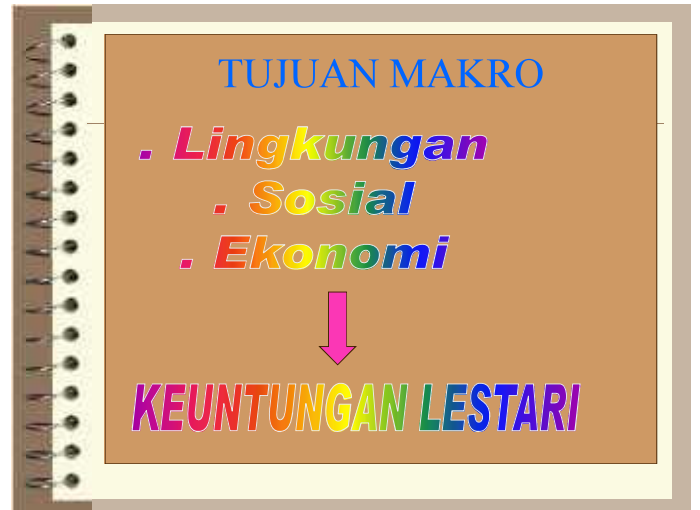 TUJUAN MAKRO
. Lingkungan
. Sosial
. Ekonomi
KEUNTUNGAN LESTARI